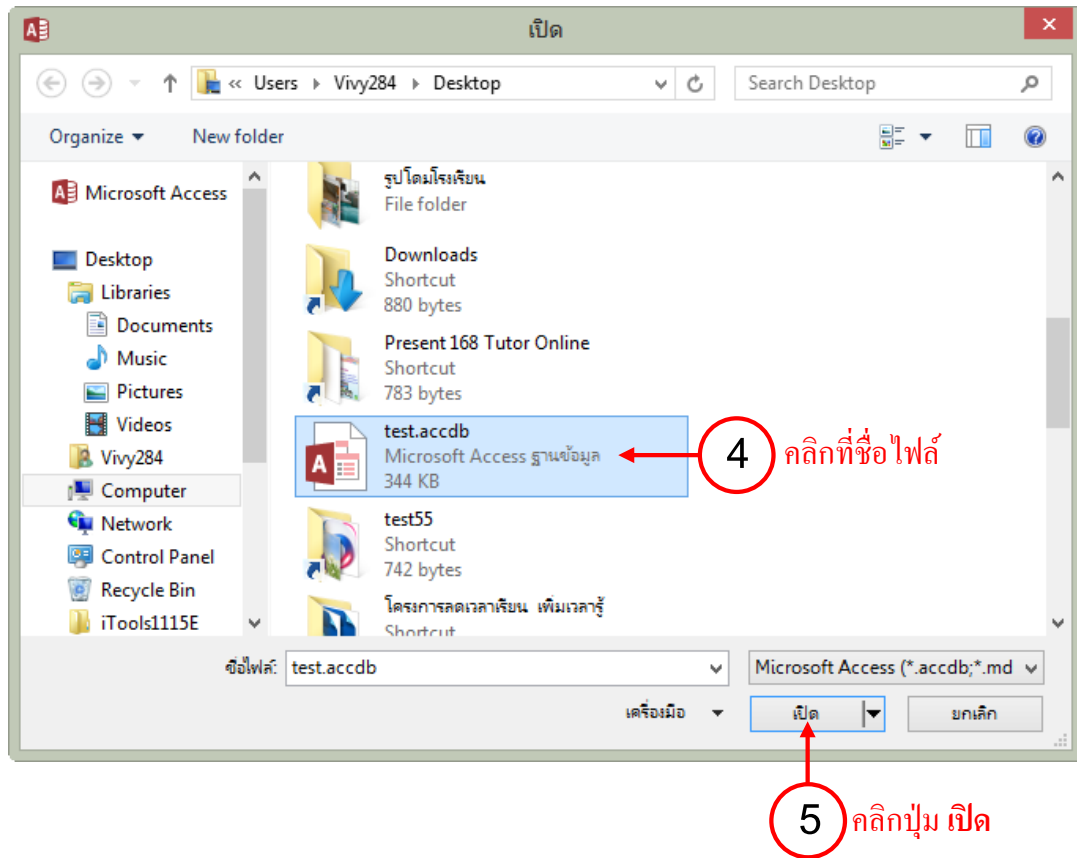 เปิด
« Users Vivy284 Desktop
Search Desktop
Organize New folder
Microsoft Access
Desktop
Libraries
Documents
Music
Pictures
Videos
Vivy284
Computer
Network
Control Panel
Recycle Bin
iTools1115E
รูปโดมโรงเรียน
File folder
Downloads
Shortcut
880 bytes
Present 168 Tutor Online
Shortcut
783 bytes
test.accdb
Microsoft Access ฐานข้อมูล
344 KB
4 คลิกที่ชื่อไฟล์
test55
Shortcut
742 bytes
โครงการลดเวลาเรียน เพิ่มเวลารู้
Shortcut
ชื่อไฟล์: test.accdb
Microsoft Access (*.accdb;*.md
เครื่องมือ เปิด ยกเลิก
5 คลิกปุ่ม เปิด